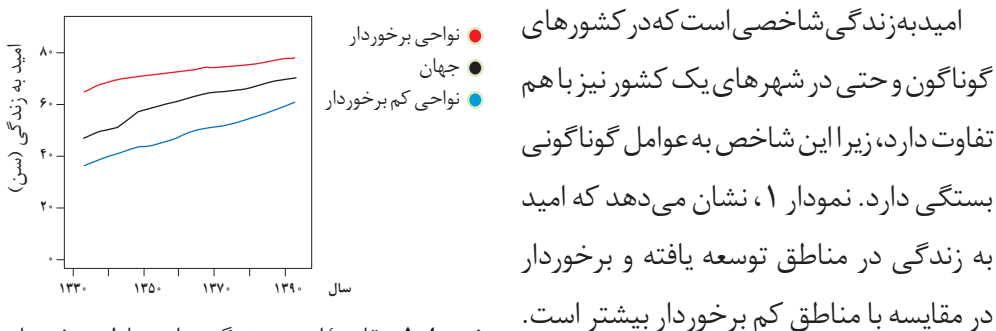 امیدبه‌زندگی‌شاخصی‌است که‌در کشورهای
گوناگون و حتی در شهر های یک کشور نیز با هم
تفاوت دارد، زیرا این شاخص به عوامل گوناگونی
بستگی دارد. نمودار ۱، نشان می‌دهد که امید
به زندگی در مناطق توسعه یافته و برخوردار
در مقایسه با مناطق کم برخوردار بیشتر است.
نواحی برخوردار
جهان
نواحی کم برخوردار
امید به زندگی (سن)
۸۰
۶۰
۴۰
۲۰
۰
۱۳۳۰ ۱۳۵۰ ۱۳۷۰ ۱۳۹۰ سال